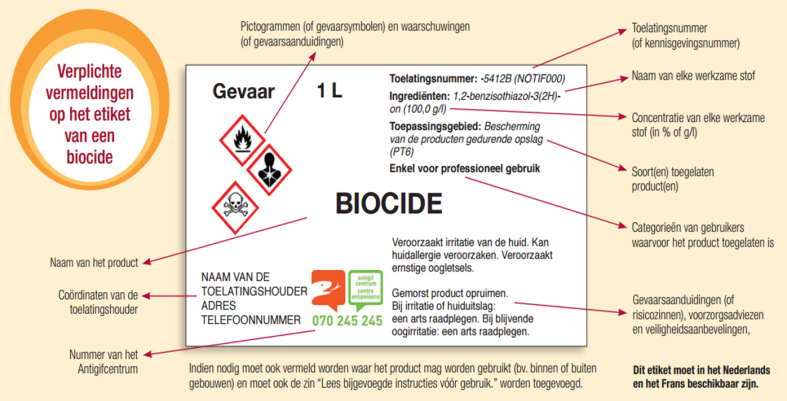 Verplichte
vermeldingen
op het etiket
van een
biocide
Pictogrammen (of gevaarsymbolen) en waarschuwingen
(of gevaarsaanduidingen)
Gevaar
1 L
Toelatingsnummer: -5412B (NOTIF000)
Ingrediënten: 1,2-benzisothiazol-3(2H)-
on (100,0 g/l)
Toepassingsgebied: Bescherming
van de producten gedurende opslag
(PT6)
Enkel voor professioneel gebruik
BIOCIDE
Veroorzaakt irritatie van de huid. Kan
huidallergie veroorzaken. Veroorzaakt
ernstige oogletsels.
Gemorst product opruimen.
Bij irritatie of huiduitslag:
een arts raadplegen. Bij blijvende
oogirritatie: een arts raadplegen.
NAAM VAN DE
TOELATINGSHOUDER
ADRES
TELEFOONNUMMER
antigif
centrum
centre
antipoisons
070 245 245
Toelatingsnummer
(of kennisgevingsnummer)
Naam van elke werkzame stof
Concentratie van elke werkzame
stof (in % of g/l)
Soort(en) toegelaten
product(en)
Categorieën van gebruikers
waarvoor het product toegelaten is
Gevaarsaanduidingen (of
risicozinnen), voorzorgsadviezen
en veiligheidsaanbevelingen,
Naam van het product
Coördinaten van de
toelatingshouder
Nummer van het
Antigifcentrum
Indien nodig moet ook vermeld worden waar het product mag worden gebruikt (bv. binnen of buiten
gebouwen) en moet ook de zin “Lees bijgevoegde instructies vóór gebruik.” worden toegevoegd.
Dit etiket moet in het Nederlands
en het Frans beschikbaar zijn.